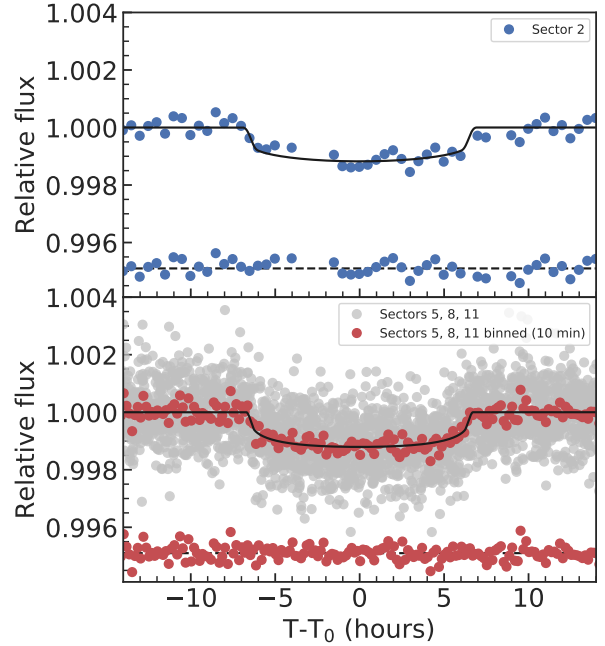 1.004
Sector 2
1.002
1.000
0.998
0.996
Relative flux
1.004
Sectors 5, 8, 11
Sectors 5, 8, 11 binned (10 min)
1.002
1.000
0.998
0.996
Relative flux
−10 −5 0 5 10
T-T0 (hours)